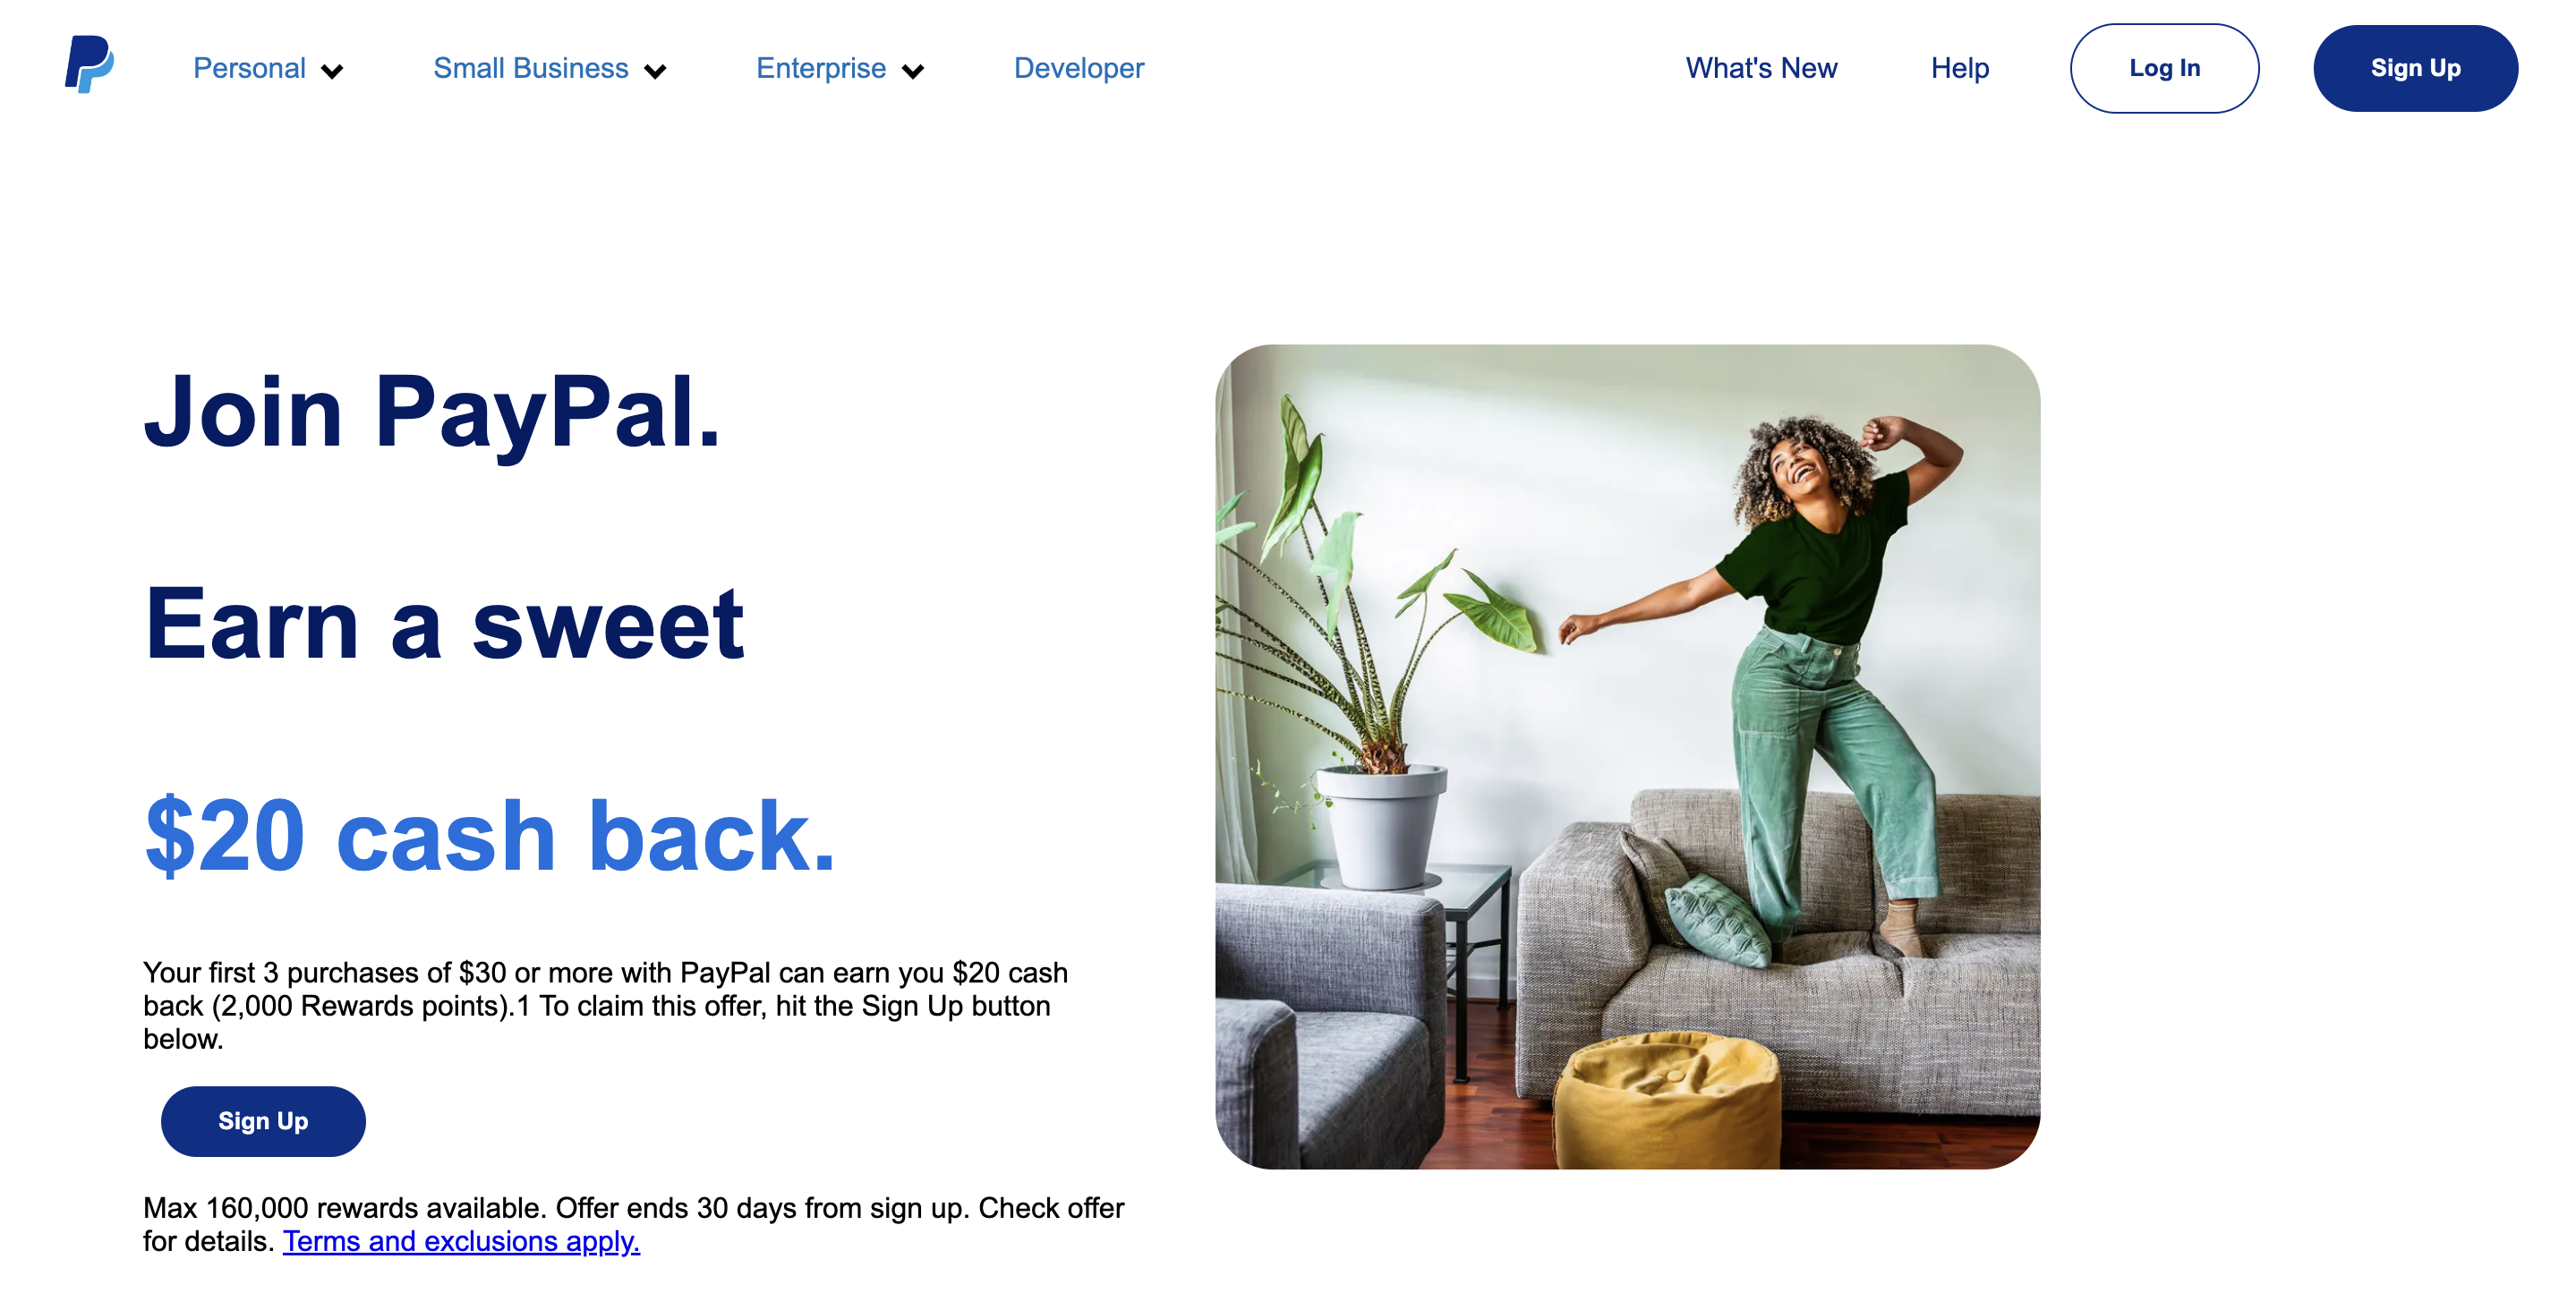 Personal
Small Business
Enterprise
Developer
What's New
Help
Log In
Sign Up
Join PayPal.
Earn a sweet
$20 cash back.
Your first 3 purchases of $30 or more with PayPal can earn you $20 cash
back (2,000 Rewards points).1 To claim this offer, hit the Sign Up button
below.
Sign Up
Max 160,000 rewards available. Offer ends 30 days from sign up. Check offer
for details. Terms and exclusions apply.